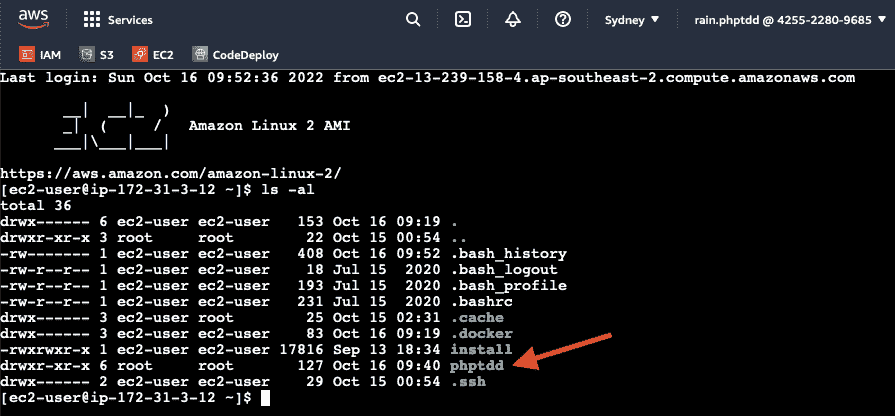 aws Services Sydney ▼ rain.phptdd @ 4255-2280-9685 ▼
IAM S3 EC2 CodeDeploy
Last login: Sun Oct 16 09:52:36 2022 from ec2-13-239-158-4.ap-southeast-2.compute.amazonaws.com
       __|  __|_  )
       _|  (     /   Amazon Linux 2 AMI
      ___|\___|___|
https://aws.amazon.com/amazon-linux-2/
[ec2-user@ip-172-31-3-12 ~]$ ls -al
total 36
drwx------ 6 ec2-user ec2-user   153 Oct 16 09:19 .
drwxr-xr-x 3 root     root        22 Oct 15 00:54 ..
-rw------- 1 ec2-user ec2-user   408 Oct 16 09:52 .bash_history
-rw-r--r-- 1 ec2-user ec2-user    18 Jul 15  2020 .bash_logout
-rw-r--r-- 1 ec2-user ec2-user   193 Jul 15  2020 .bash_profile
-rw-r--r-- 1 ec2-user ec2-user   231 Jul 15  2020 .bashrc
drwx------ 3 ec2-user root        25 Oct 15 02:31 .cache
drwx------ 3 ec2-user ec2-user    83 Oct 16 09:19 .docker
-rwxrwxr-x 1 ec2-user ec2-user 17816 Sep 13 18:34 install
drwxr-xr-x 6 root     root       127 Oct 16 09:40 phptdd
drwx------ 2 ec2-user ec2-user    29 Oct 15 00:54 .ssh
[ec2-user@ip-172-31-3-12 ~]$